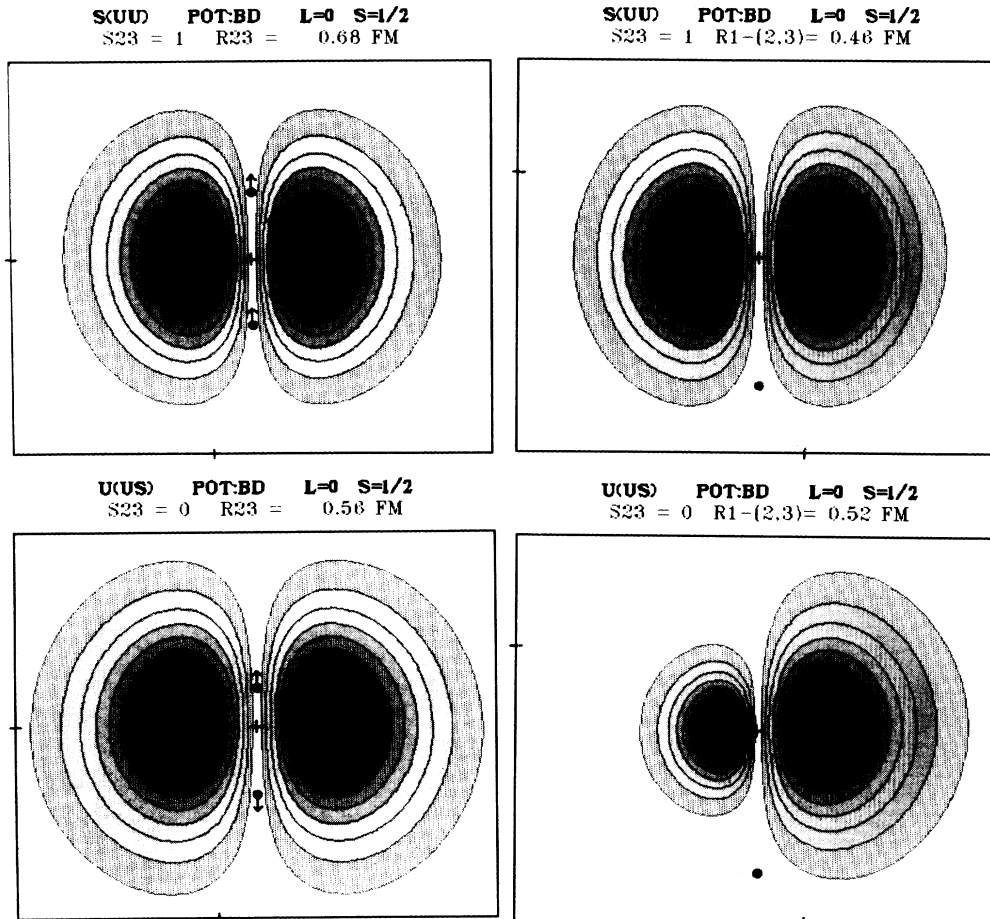 S(UU) POT:BD L=0 S=1/2
S23 = 1 R23 = 0.68 FM
S(UU) POT:BD L=0 S=1/2
S23 = 1 R1-(2,3)= 0.46 FM
U(US) POT:BD L=0 S=1/2
S23 = 0 R23 = 0.56 FM
U(US) POT:BD L=0 S=1/2
S23 = 0 R1-(2,3)= 0.52 FM